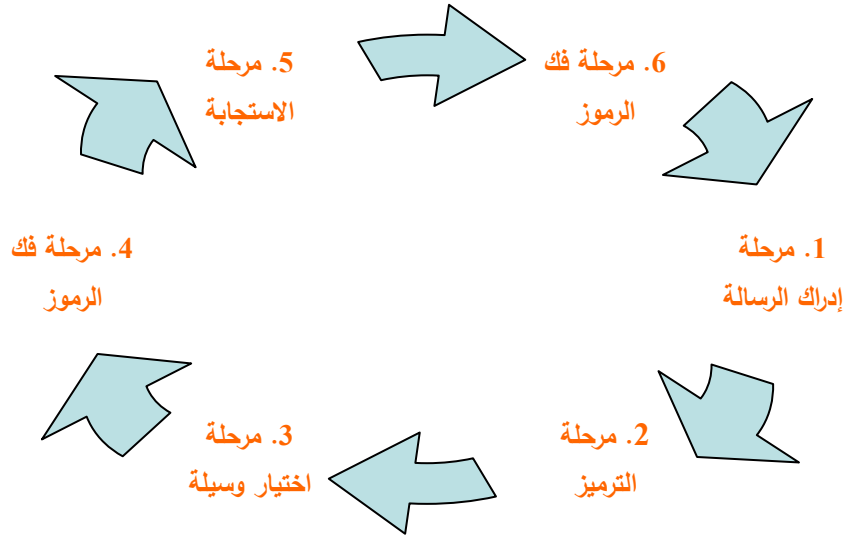 5. مرحلة
الاستجابة
6. مرحلة فك
الرموز
4. مرحلة فك
الرموز
1. مرحلة
إدراك الرسالة
3. مرحلة
اختيار وسيلة
2. مرحلة
الترميز